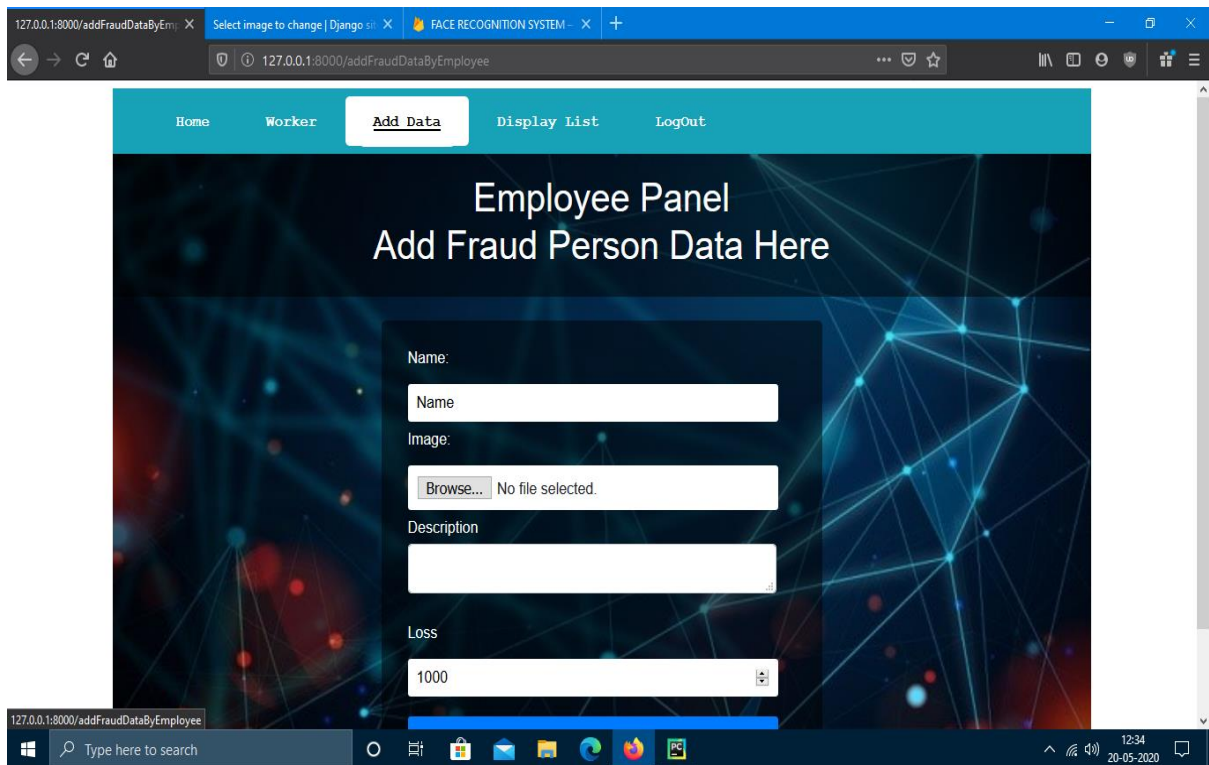 127.0.0.1:8000/addFraudDataByEmp
Select image to change | Django sit
FACE RECOGNITION SYSTEM –
127.0.0.1:8000/addFraudDataByEmployee
Home Worker Add Data Display List LogOut
Employee Panel
Add Fraud Person Data Here
Name:
Name
Image:
Browse... No file selected.
Description
Loss
1000
127.0.0.1:8000/addFraudDataByEmployee
Type here to search
PC
12:34
20-05-2020